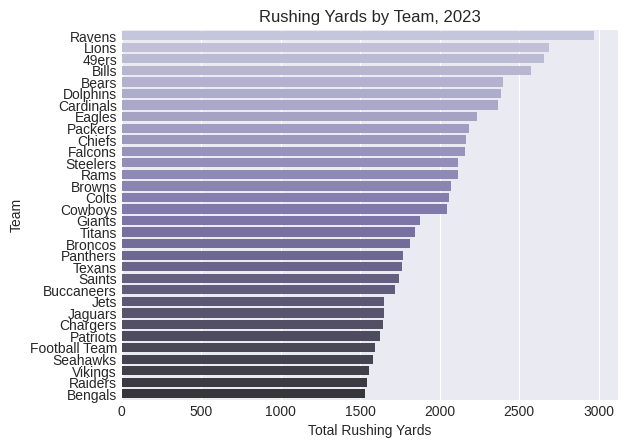 Rushing Yards by Team, 2023
Team
Ravens
Lions
49ers
Bills
Bears
Dolphins
Cardinals
Eagles
Packers
Chiefs
Falcons
Steelers
Rams
Browns
Colts
Cowboys
Giants
Titans
Broncos
Panthers
Texans
Saints
Buccaneers
Jets
Jaguars
Chargers
Patriots
Football Team
Seahawks
Vikings
Raiders
Bengals
0 500 1000 1500 2000 2500 3000
Total Rushing Yards